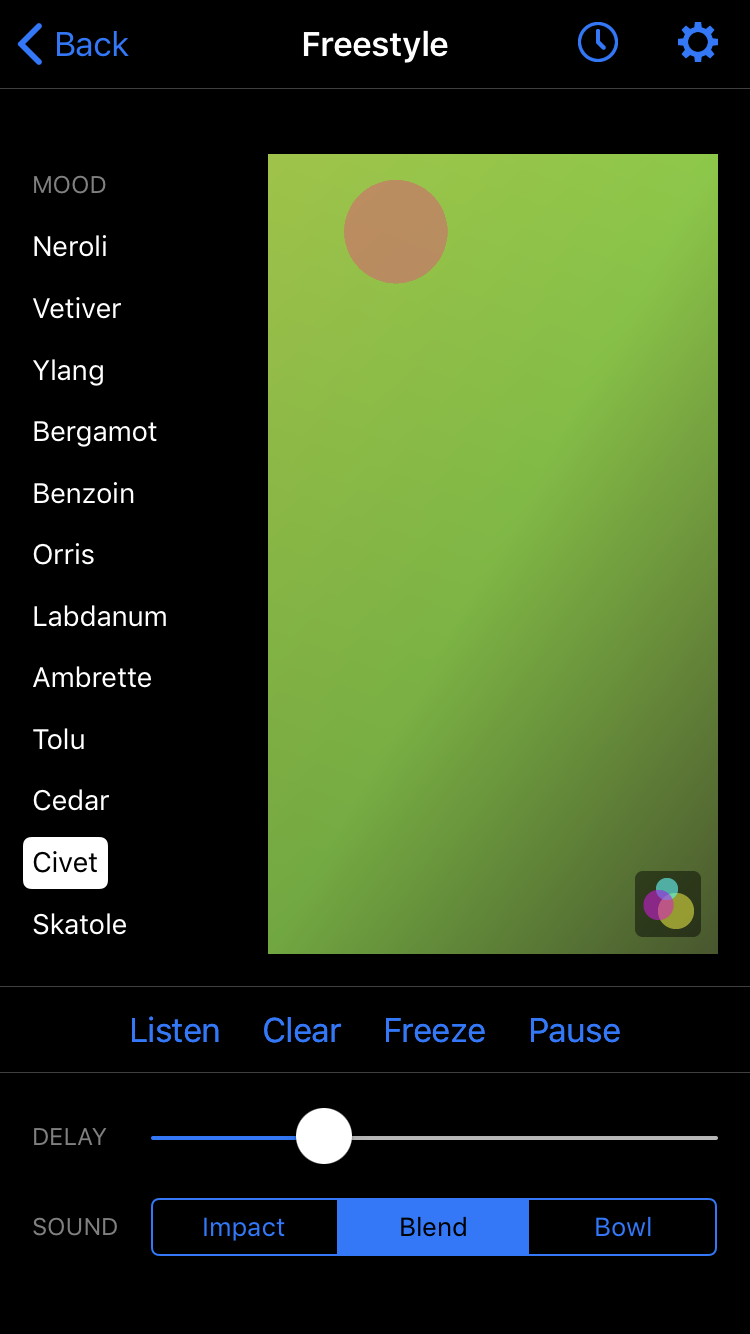 Back
Freestyle
MOOD
Neroli
Vetiver
Ylang
Bergamot
Benzoin
Orris
Labdanum
Ambrette
Tolu
Cedar
Civet
Skatole
Listen Clear Freeze Pause
DELAY
SOUND Impact Blend Bowl